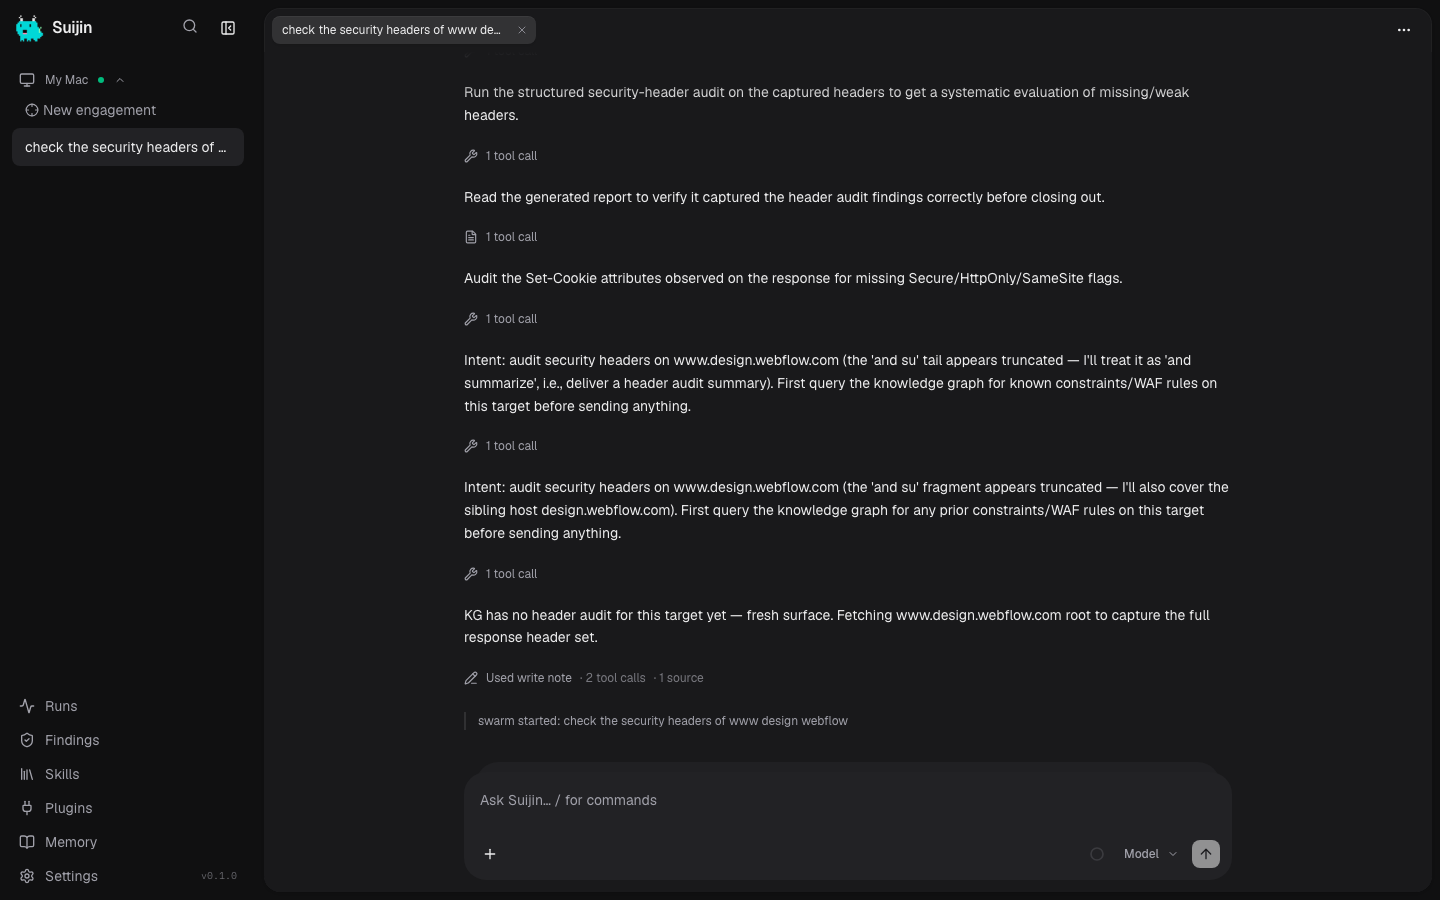 Suijin
My Mac
New engagement
check the security headers of ...
Runs
Findings
Skills
Plugins
Memory
Settings
v0.1.0
check the security headers of www de...
Run the structured security-header audit on the captured headers to get a systematic evaluation of missing/weak
headers.
1 tool call
Read the generated report to verify it captured the header audit findings correctly before closing out.
1 tool call
Audit the Set-Cookie attributes observed on the response for missing Secure/HttpOnly/SameSite flags.
1 tool call
Intent: audit security headers on www.design.webflow.com (the 'and su' tail appears truncated — I'll treat it as 'and
summarize', i.e., deliver a header audit summary). First query the knowledge graph for known constraints/WAF rules on
this target before sending anything.
1 tool call
Intent: audit security headers on www.design.webflow.com (the 'and su' fragment appears truncated — I'll also cover the
sibling host design.webflow.com). First query the knowledge graph for any prior constraints/WAF rules on this target
before sending anything.
1 tool call
KG has no header audit for this target yet — fresh surface. Fetching www.design.webflow.com root to capture the full
response header set.
Used write note · 2 tool calls · 1 source
swarm started: check the security headers of www design webflow
Ask Suijin... / for commands
Model